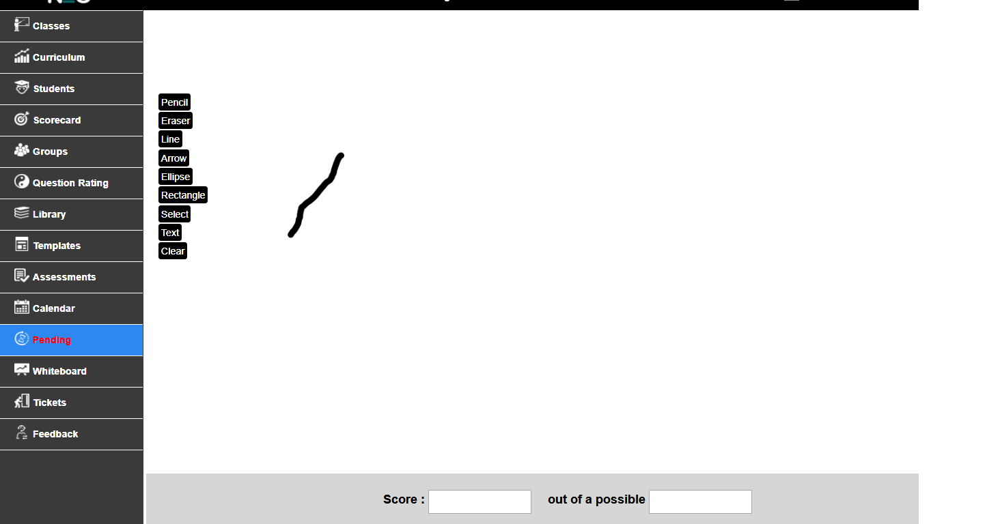 Classes
Curriculum
Students
Scorecard
Groups
Question Rating
Library
Templates
Assessments
Calendar
Pending
Whiteboard
Tickets
Feedback
Pencil
Eraser
Line
Arrow
Ellipse
Rectangle
Select
Text
Clear
Score : out of a possible